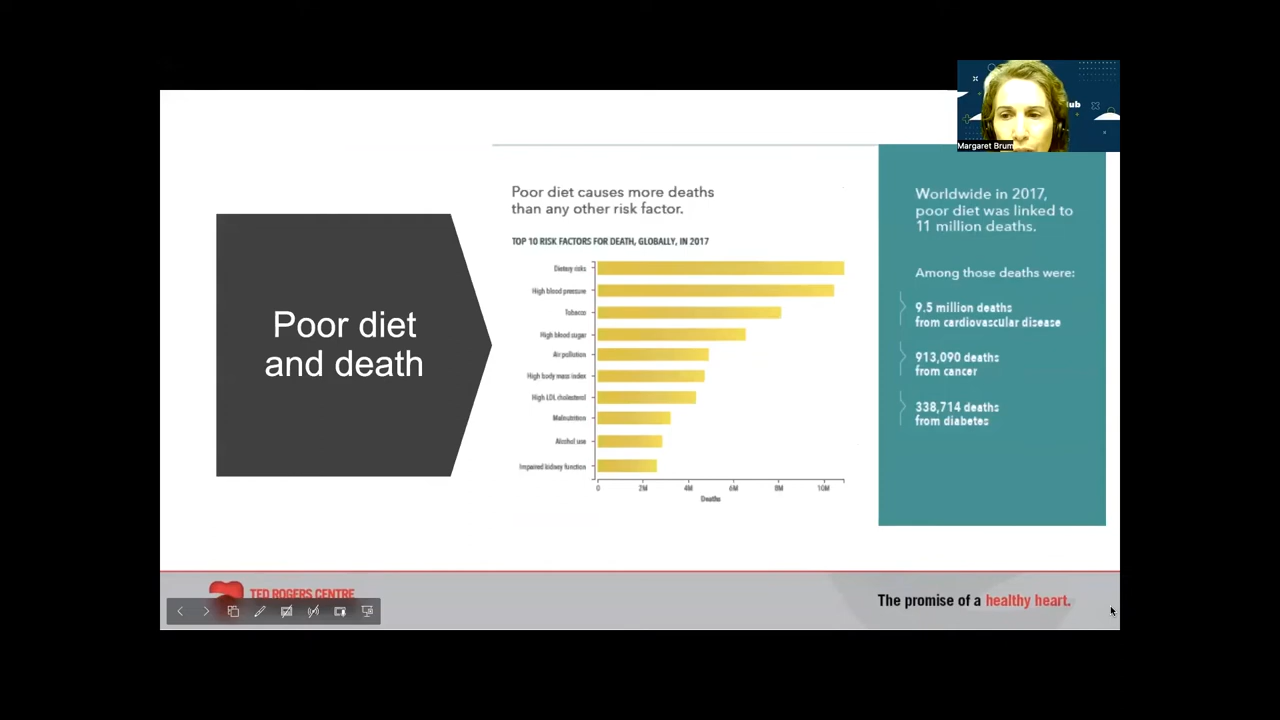 lub
Margaret Brum
Poor diet
and death
Poor diet causes more deaths
than any other risk factor.
TOP 10 RISK FACTORS FOR DEATH, GLOBALLY, IN 2017
Dietary risks
High blood pressure
Tobacco
High blood sugar
Air pollution
High body mass index
High LDL cholesterol
Malnutrition
Alcohol use
Impaired kidney function
0 2M 4M 6M 8M 10M
Deaths
Worldwide in 2017,
poor diet was linked to
11 million deaths.
Among those deaths were:
9.5 million deaths
from cardiovascular disease
913,090 deaths
from cancer
338,714 deaths
from diabetes
TED ROGERS CENTRE
The promise of a healthy heart.